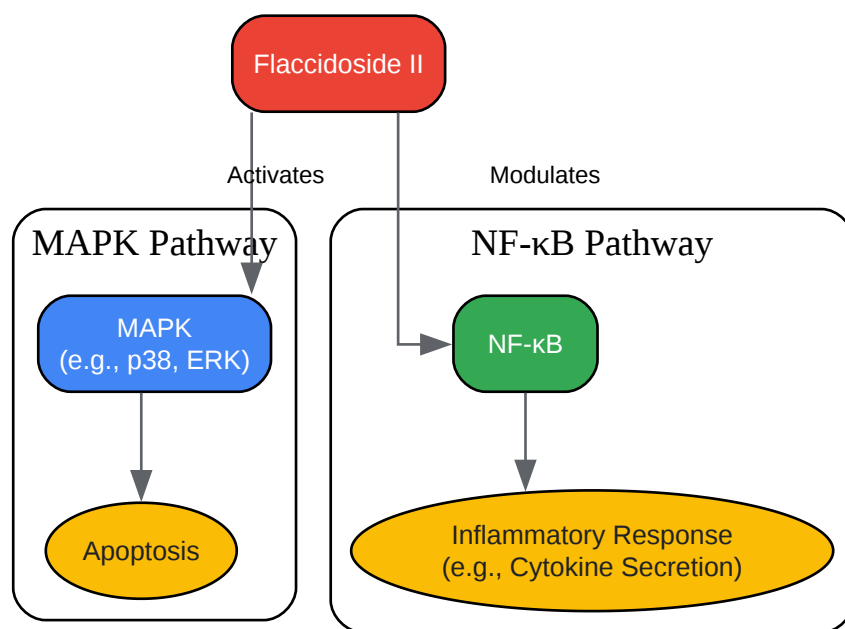 Flaccidoside II
Activates
Modulates
MAPK Pathway
NF-κB Pathway
MAPK
(e.g., p38, ERK)
NF-κB
Apoptosis
Inflammatory Response
(e.g., Cytokine Secretion)